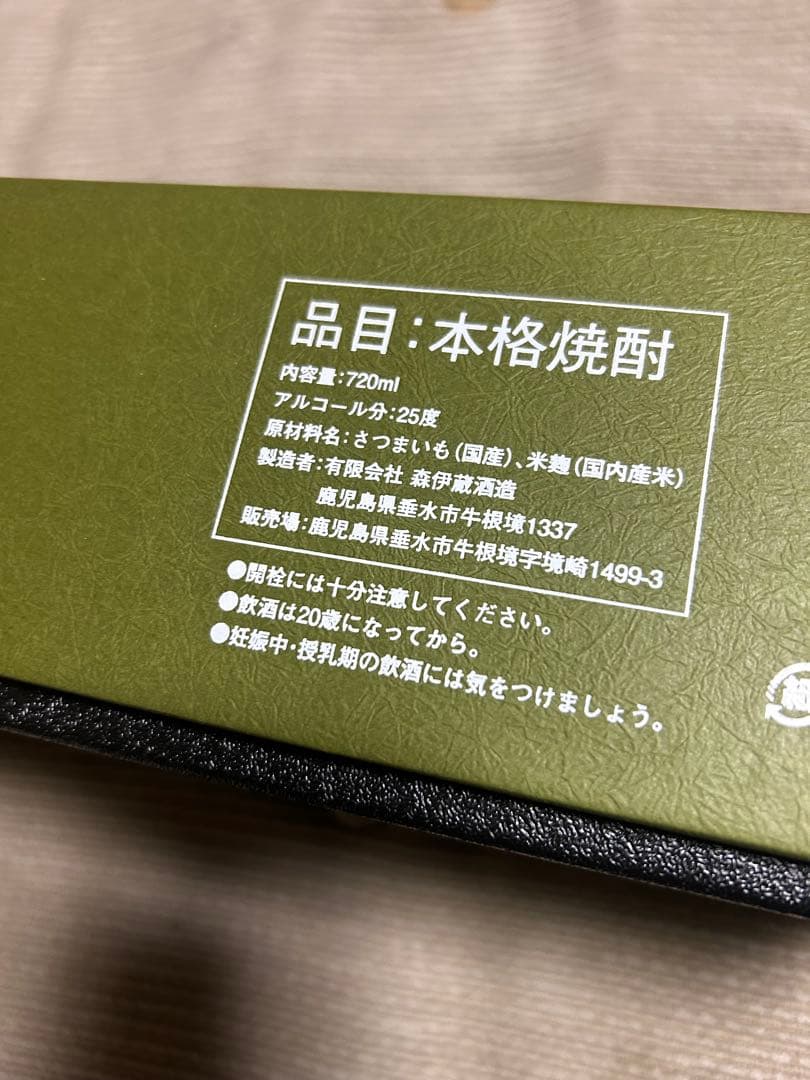 品目：本格焼酎
内容量：720ml
アルコール分：25度
原材料名：さつまいも（国産）、米麹（国内産米）
製造者：有限会社 森伊蔵酒造
鹿児島県垂水市牛根境1337
販売場：鹿児島県垂水市牛根境字境崎1499-3
●開栓には十分注意してください。
●飲酒は20歳になってから。
●妊娠中・授乳期の飲酒には気をつけましょう。